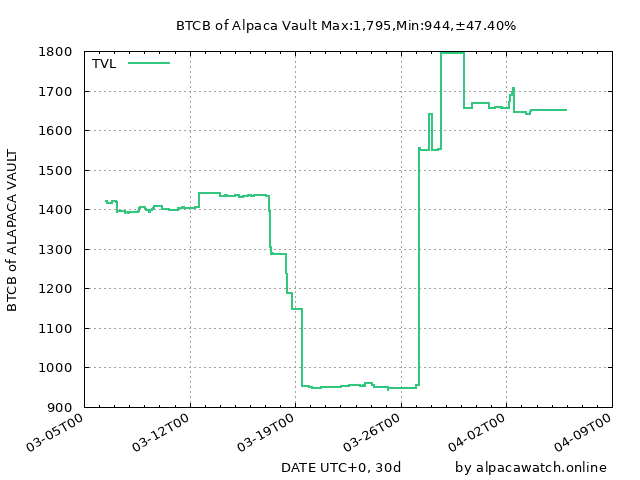 BTCB of Alpaca Vault Max:1,795,Min:944,±47.40%
TVL
1800
1700
1600
1500
1400
1300
1200
1100
1000
900
BTCB of ALAPACA VAULT
03-05T00
03-12T00
03-19T00
03-26T00
04-02T00
04-09T00
DATE UTC+0, 30d
by alpacawatch.online